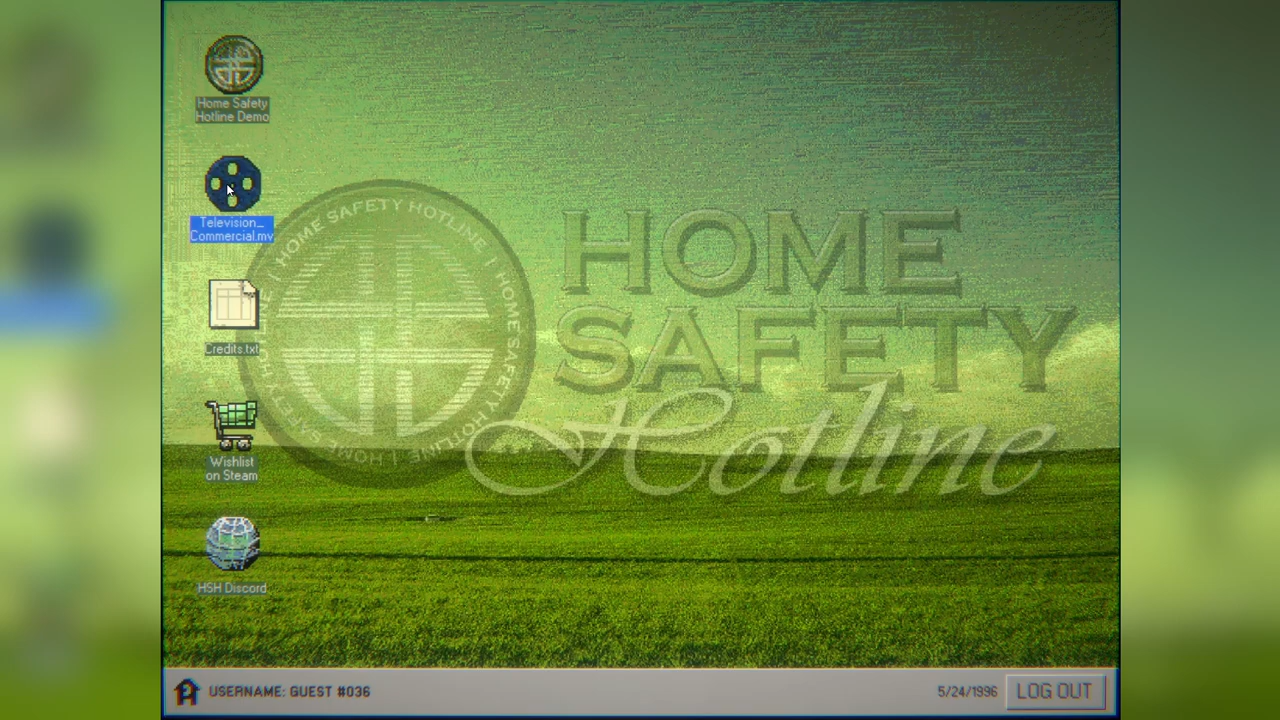 Home Safety
Hotline Demo
Television_
Commercial.mv
Credits.txt
Wishlist
on Steam
HSH Discord
HOME SAFETY HOTLINE | HOME SAFETY HOTLINE | HOME SAFETY HOTLINE |
HOME
SAFETY
Hotline
USERNAME: GUEST #036
5/24/1996
LOG OUT